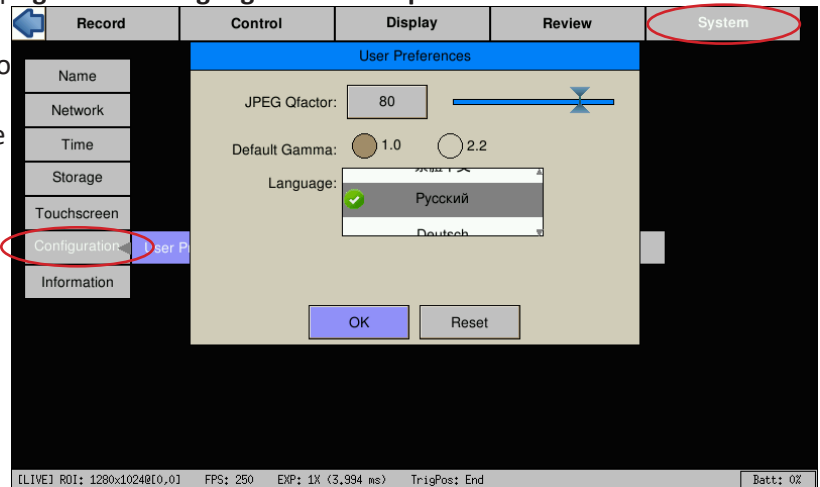 Record Control Display Review System
User Preferences
Name
Network
Time
Storage
Touchscreen
Configuration
Information
JPEG Qfactor: 80
Default Gamma: 1.0 2.2
Language:
Русский
Deutsch
OK Reset
[LIVE] ROI: 1280x1024@[0,0] FPS: 250 EXP: 1X (3.994 ms) TrigPos: End Batt: 0%